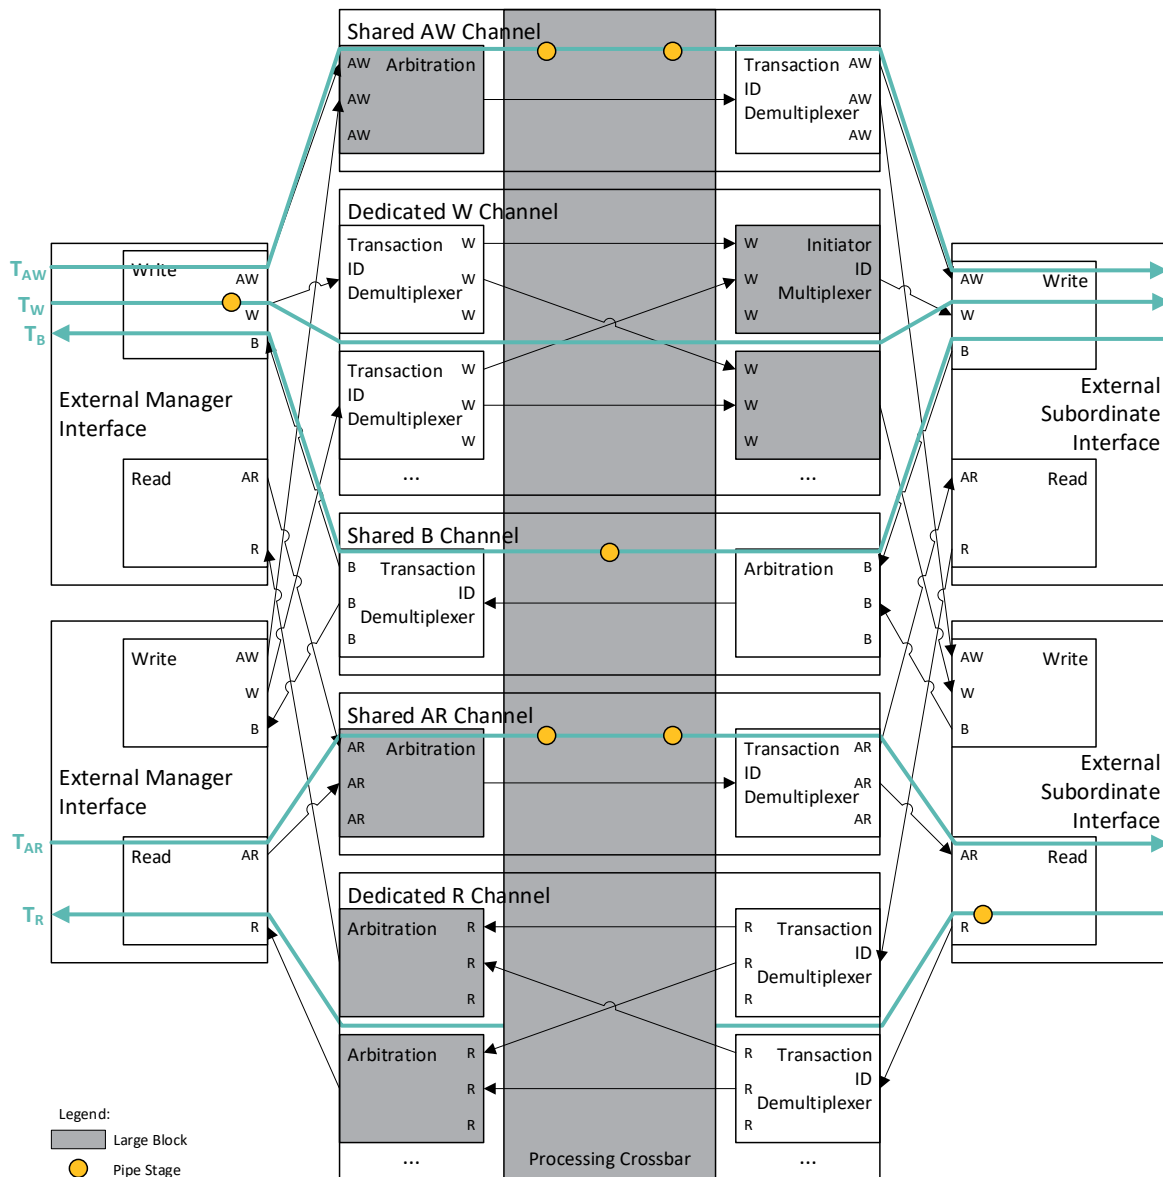 Shared AW Channel
AW
Arbitration
AW
AW
Transaction
ID
Demultiplexer
AW
AW
AW
Dedicated W Channel
Transaction
ID
Demultiplexer
W
W
W
W
W
W
Initiator
ID
Multiplexer
Transaction
ID
Demultiplexer
W
W
W
W
W
W
...
...
TAW
TW
TB
Write
AW
W
B
External Manager
Interface
Read
AR
R
AW
W
B
Write
External
Subordinate
Interface
AR
R
Read
Shared B Channel
B
B
B
Transaction
ID
Demultiplexer
Arbitration
B
B
B
Write
AW
W
B
External Manager
Interface
TAR
Read
AR
TR
R
AW
W
B
Write
External
Subordinate
Interface
AR
Read
R
Shared AR Channel
AR
Arbitration
AR
AR
Transaction
ID
Demultiplexer
AR
AR
AR
Dedicated R Channel
Arbitration
R
R
R
R
R
R
Transaction
ID
Demultiplexer
Arbitration
R
R
R
R
R
R
Transaction
ID
Demultiplexer
...
...
Processing Crossbar
Legend:
Large Block
Pipe Stage